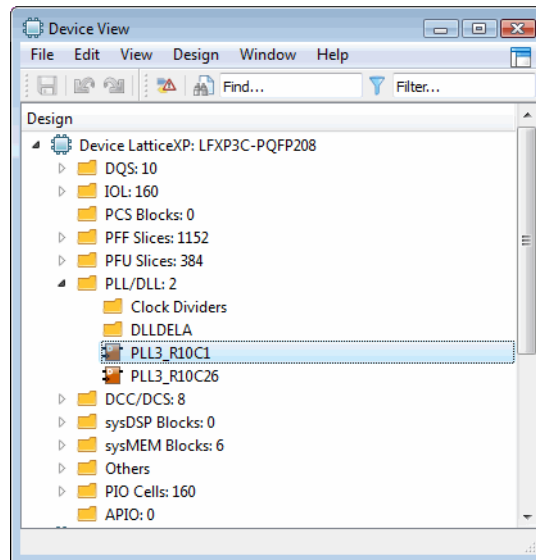 Device View
File Edit View Design Window Help
Find... Filter...
Design
Device LatticeXP: LFXP3C-PQFP208
DQS: 10
IOL: 160
PCS Blocks: 0
PFF Slices: 1152
PFU Slices: 384
PLL/DLL: 2
Clock Dividers
DLLDELA
PLL3_R10C1
PLL3_R10C26
DCC/DCS: 8
sysDSP Blocks: 0
sysMEM Blocks: 6
Others
PIO Cells: 160
APIO: 0